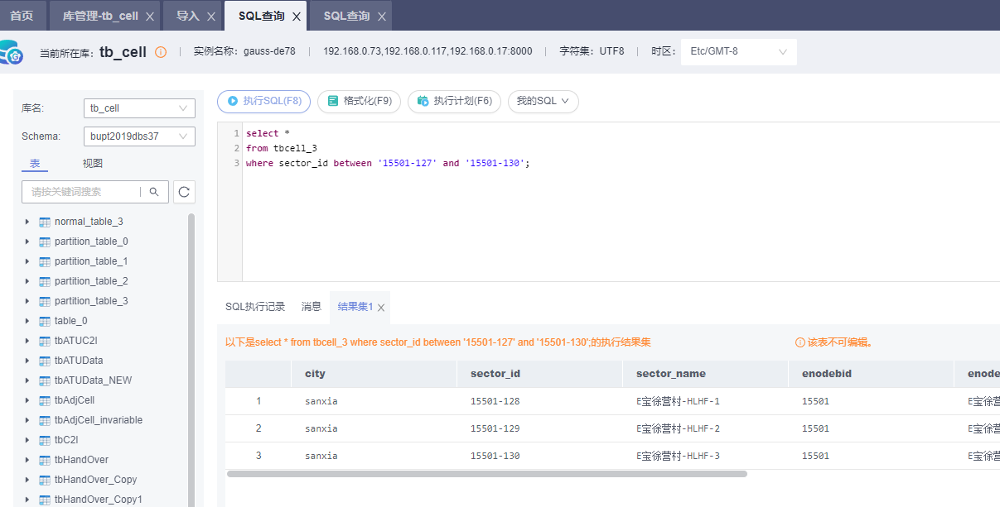 首页 库管理-tb_cell 导入 SQL查询 SQL查询
当前所在库: tb_cell 实例名称: gauss-de78 192.168.0.73,192.168.0.117,192.168.0.17:8000 字符集: UTF8 时区: Etc/GMT-8
库名: tb_cell
Schema: bupt2019dbs37
表 视图
请按关键词搜索
normal_table_3
partition_table_0
partition_table_1
partition_table_2
partition_table_3
table_0
tbATUC2I
tbATUData
tbATUData_NEW
tbAdjCell
tbAdjCell_invariable
tbC2I
tbHandOver
tbHandOver_Copy
tbHandOver_Copy1
执行SQL(F8) 格式化(F9) 执行计划(F6) 我的SQL
1 select *
2 from tbcell_3
3 where sector_id between '15501-127' and '15501-130';
SQL执行记录 消息 结果集1
以下是select * from tbcell_3 where sector_id between '15501-127' and '15501-130';的执行结果集 该表不可编辑。
city sector_id sector_name enodebid enode
1 sanxia 15501-128 E宝徐营村-HLHF-1 15501 E宝徐营
2 sanxia 15501-129 E宝徐营村-HLHF-2 15501 E宝徐营
3 sanxia 15501-130 E宝徐营村-HLHF-3 15501 E宝徐营